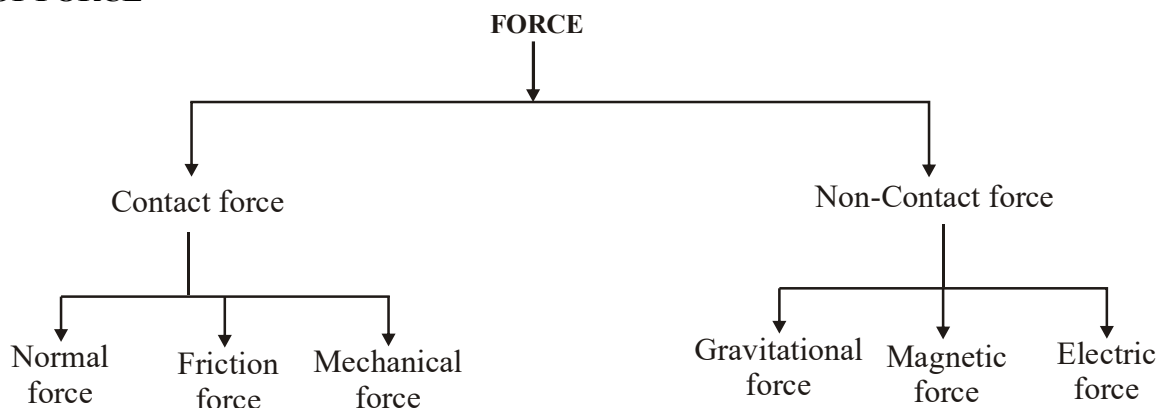 FORCE
Contact force
Non-Contact force
Normal
force
Friction
force
Mechanical
force
Gravitational
force
Magnetic
force
Electric
force